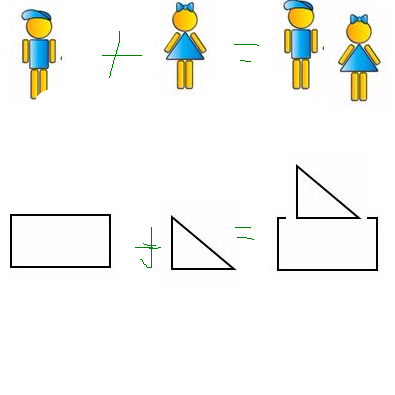 + =
+ =